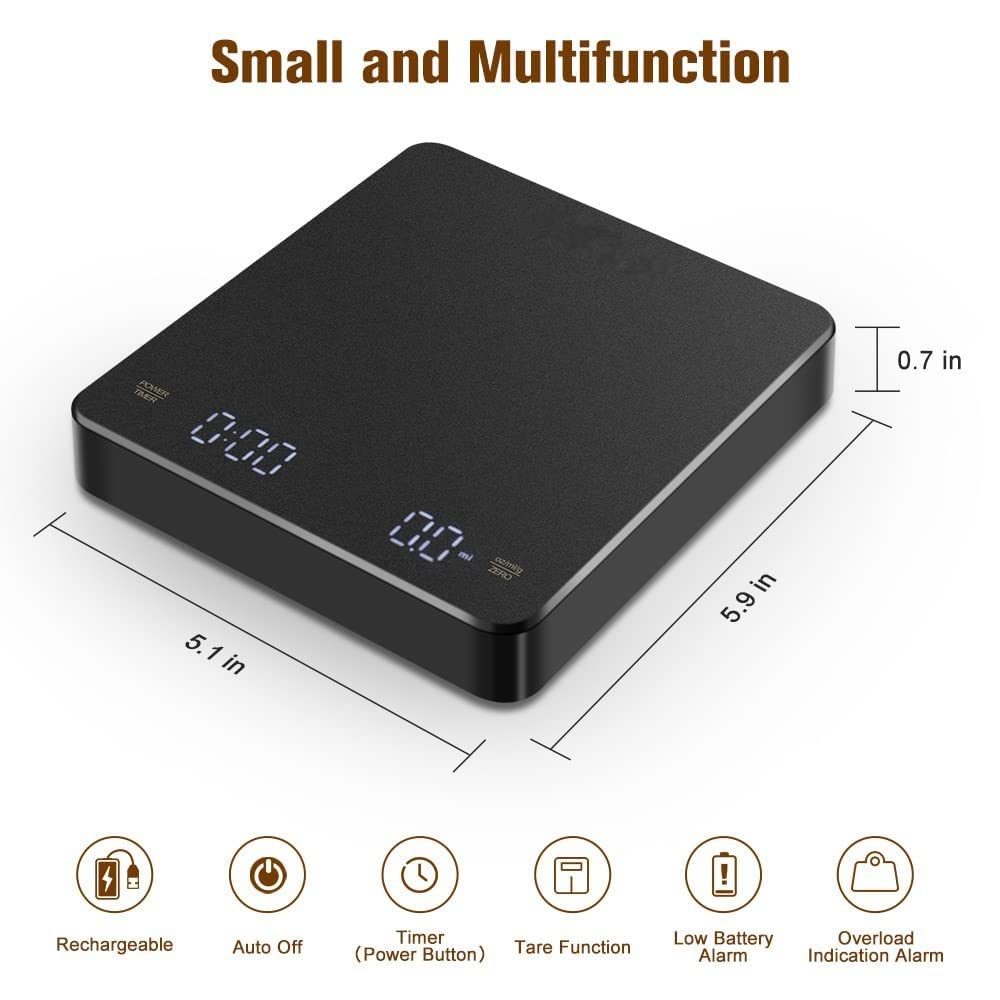 Small and Multifunction
0.7 in
POWER
TIMER
0:00
0.0 ml
oz/ml/g
ZERO
5.1 in
5.9 in
Rechargeable
Auto Off
Timer
(Power Button)
Tare Function
Low Battery
Alarm
Overload
Indication Alarm